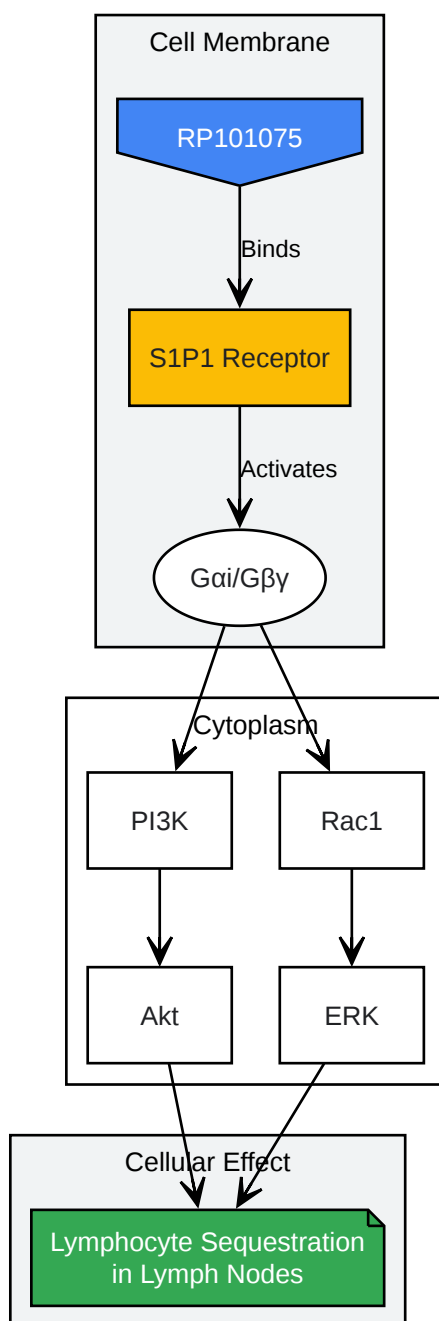 Cell Membrane
RP101075
Binds
S1P1 Receptor
Activates
Gαi/Gβγ
Cytoplasm
PI3K
Rac1
Akt
ERK
Cellular Effect
Lymphocyte Sequestration
in Lymph Nodes